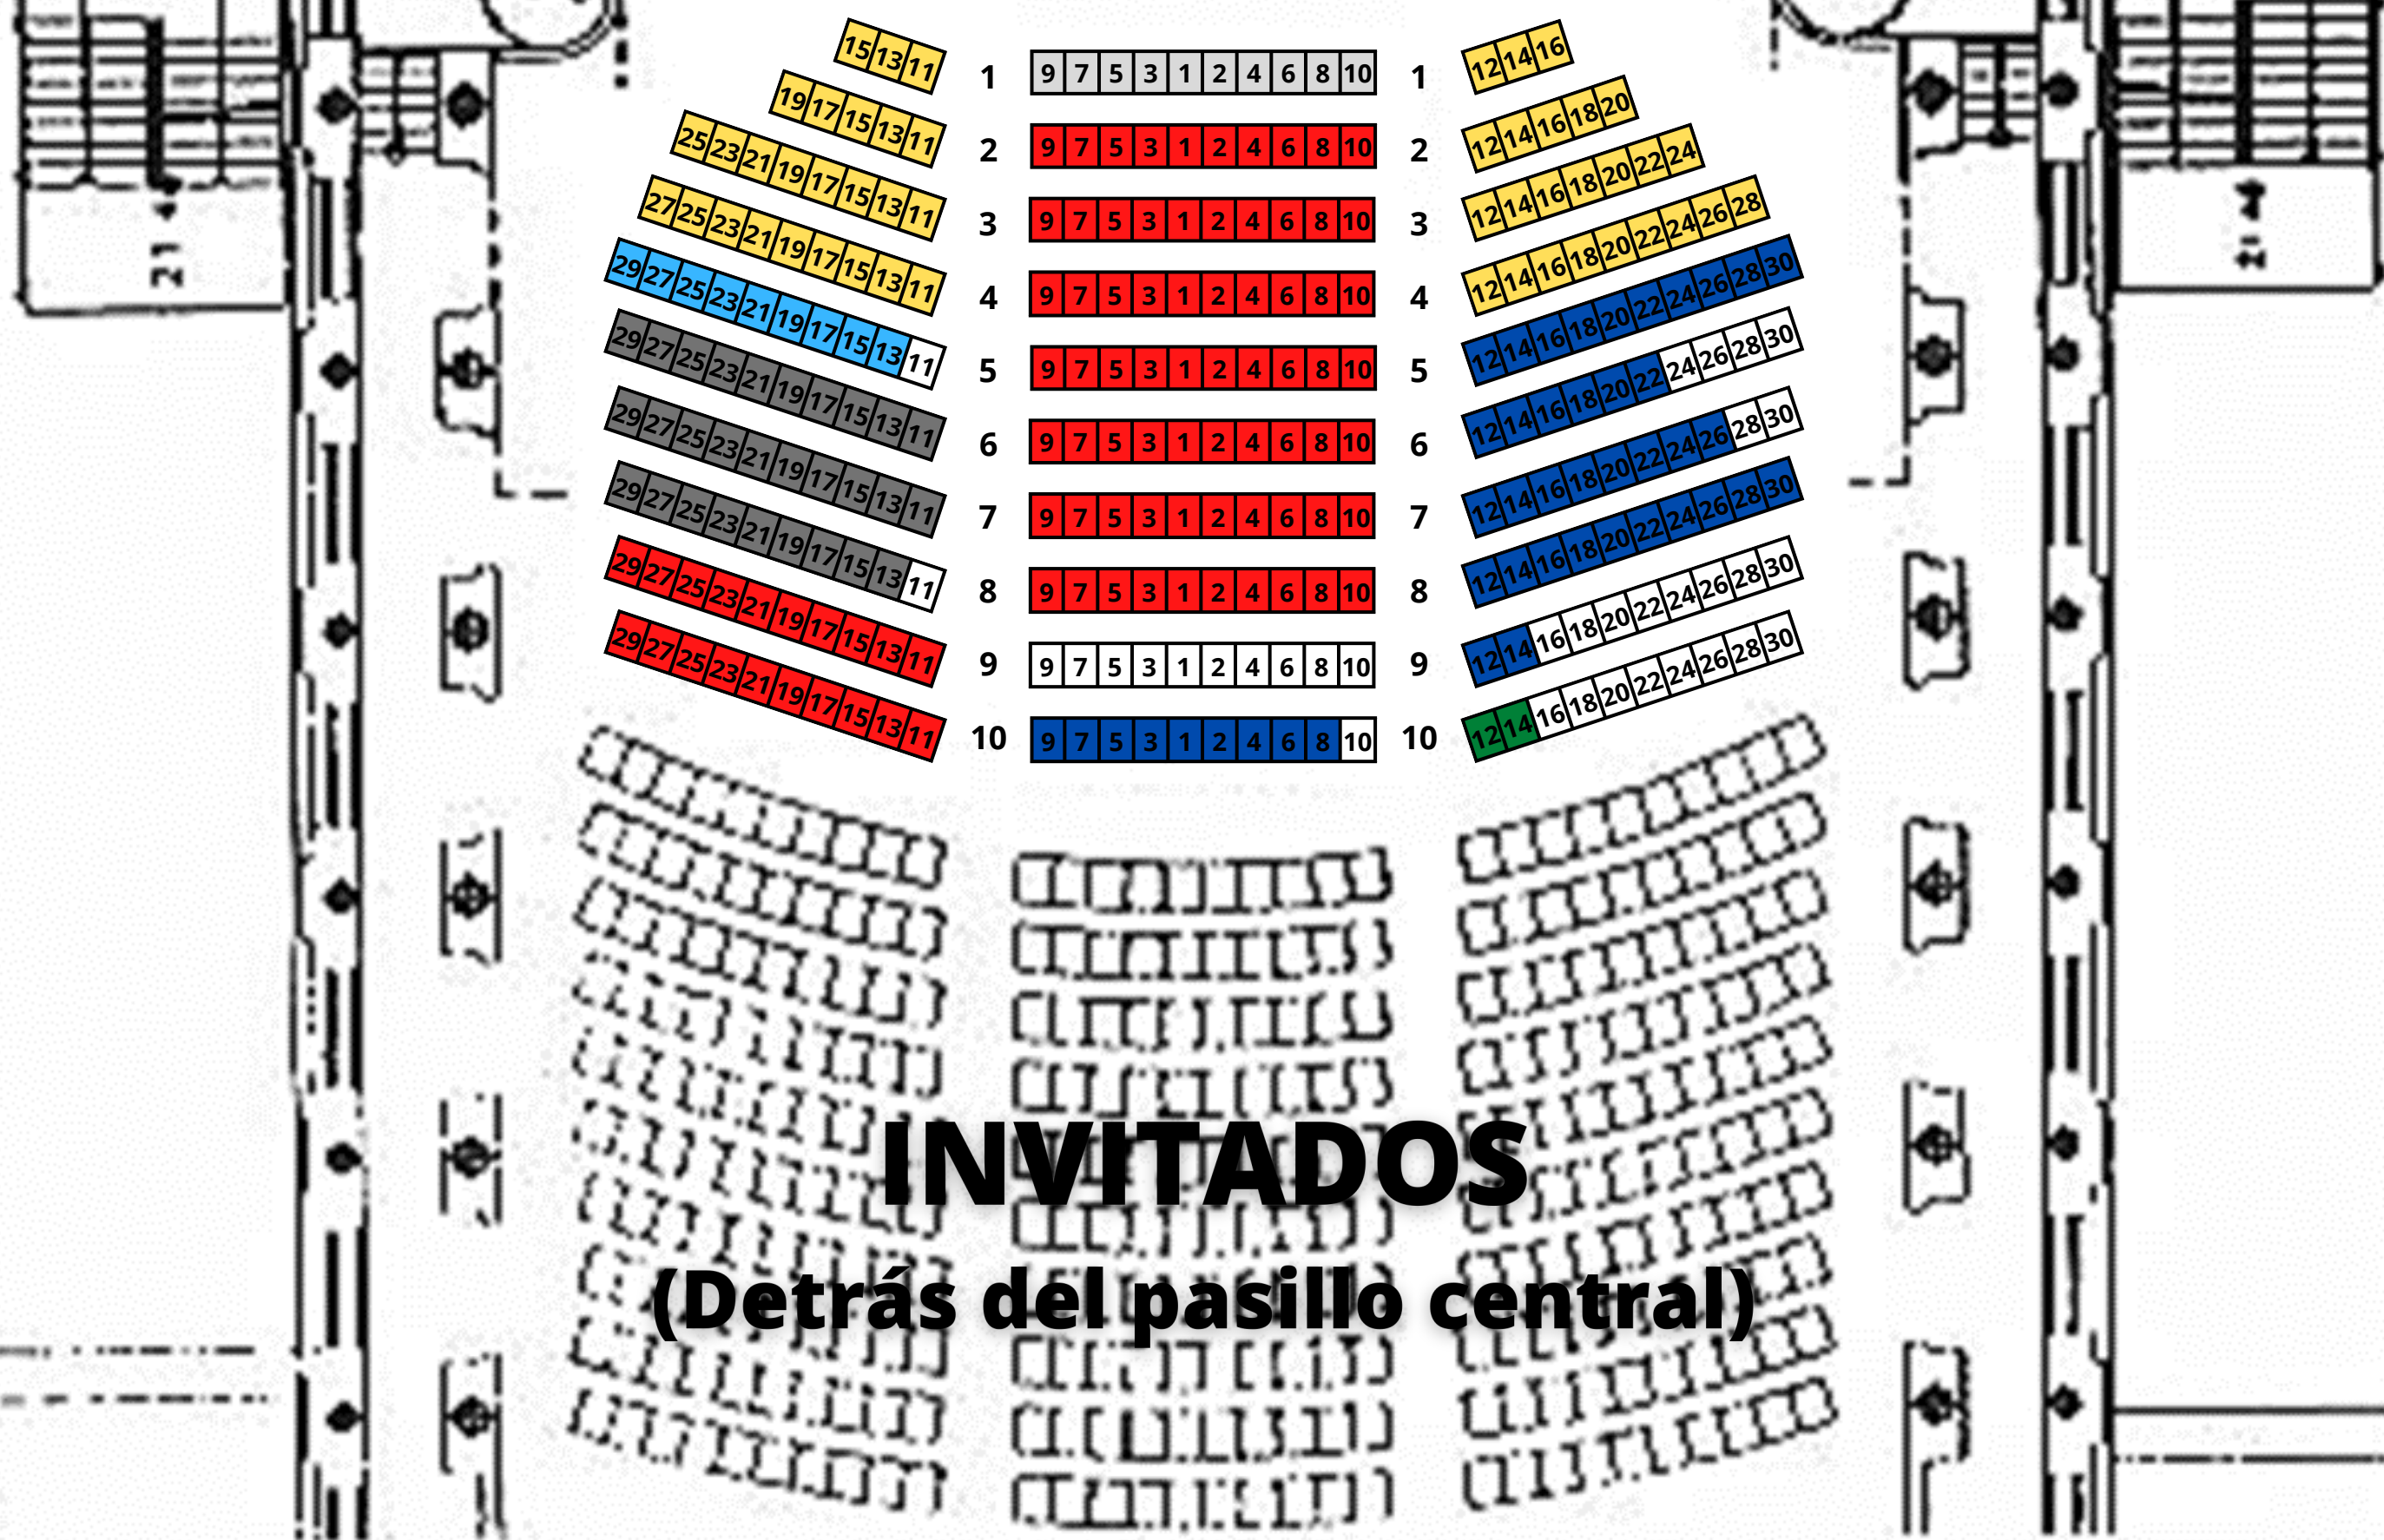 15 13 11 1 9 7 5 3 1 2 4 6 8 10 1 12 14 16
19 17 15 13 11 2 9 7 5 3 1 2 4 6 8 10 2 12 14 16 18 20
25 23 21 19 17 15 13 11 3 9 7 5 3 1 2 4 6 8 10 3 12 14 16 18 20 22 24
27 25 23 21 19 17 15 13 11 4 9 7 5 3 1 2 4 6 8 10 4 12 14 16 18 20 22 24 26 28
29 27 25 23 21 19 17 15 13 11 5 9 7 5 3 1 2 4 6 8 10 5 12 14 16 18 20 22 24 26 28 30
29 27 25 23 21 19 17 15 13 11 6 9 7 5 3 1 2 4 6 8 10 6 12 14 16 18 20 22 24 26 28 30
29 27 25 23 21 19 17 15 13 11 7 9 7 5 3 1 2 4 6 8 10 7 12 14 16 18 20 22 24 26 28 30
29 27 25 23 21 19 17 15 13 11 8 9 7 5 3 1 2 4 6 8 10 8 12 14 16 18 20 22 24 26 28 30
29 27 25 23 21 19 17 15 13 11 9 9 7 5 3 1 2 4 6 8 10 9 12 14 16 18 20 22 24 26 28 30
29 27 25 23 21 19 17 15 13 11 10 9 7 5 3 1 2 4 6 8 10 10 12 14 16 18 20 22 24 26 28 30
INVITADOS
(Detrás del pasillo central)